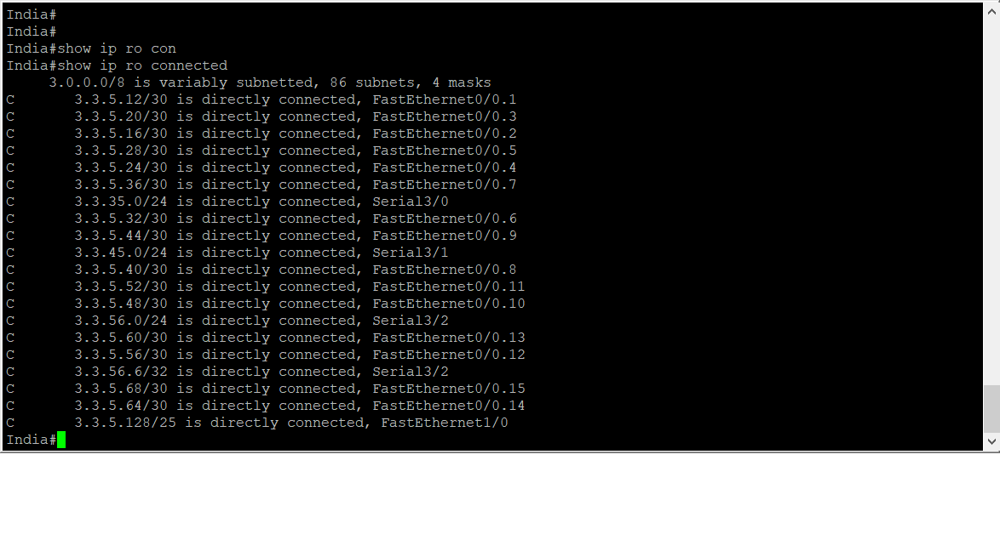 India#
India#
India#show ip ro con
India#show ip ro connected
     3.0.0.0/8 is variably subnetted, 86 subnets, 4 masks
C       3.3.5.12/30 is directly connected, FastEthernet0/0.1
C       3.3.5.20/30 is directly connected, FastEthernet0/0.3
C       3.3.5.16/30 is directly connected, FastEthernet0/0.2
C       3.3.5.28/30 is directly connected, FastEthernet0/0.5
C       3.3.5.24/30 is directly connected, FastEthernet0/0.4
C       3.3.5.36/30 is directly connected, FastEthernet0/0.7
C       3.3.35.0/24 is directly connected, Serial3/0
C       3.3.5.32/30 is directly connected, FastEthernet0/0.6
C       3.3.5.44/30 is directly connected, FastEthernet0/0.9
C       3.3.45.0/24 is directly connected, Serial3/1
C       3.3.5.40/30 is directly connected, FastEthernet0/0.8
C       3.3.5.52/30 is directly connected, FastEthernet0/0.11
C       3.3.5.48/30 is directly connected, FastEthernet0/0.10
C       3.3.56.0/24 is directly connected, Serial3/2
C       3.3.5.60/30 is directly connected, FastEthernet0/0.13
C       3.3.5.56/30 is directly connected, FastEthernet0/0.12
C       3.3.56.6/32 is directly connected, Serial3/2
C       3.3.5.68/30 is directly connected, FastEthernet0/0.15
C       3.3.5.64/30 is directly connected, FastEthernet0/0.14
C       3.3.5.128/25 is directly connected, FastEthernet1/0
India#